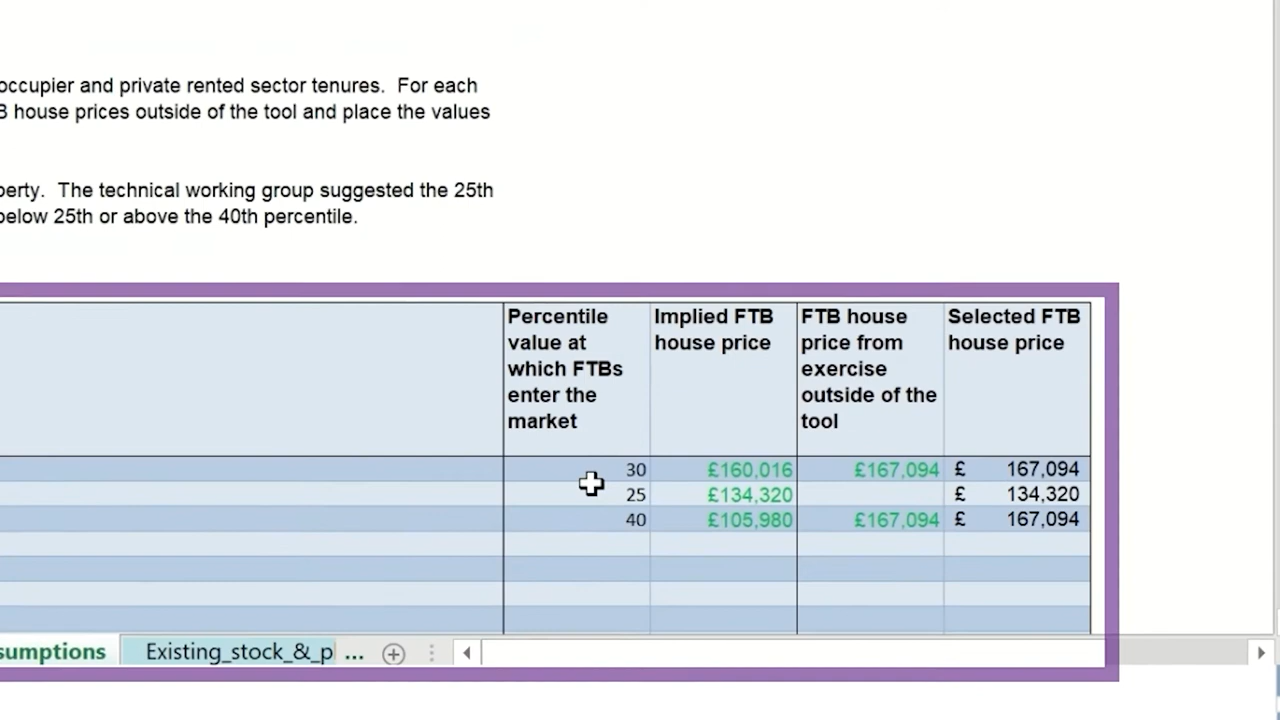 occupier and private rented sector tenures. For each
B house prices outside of the tool and place the values
perty. The technical working group suggested the 25th
below 25th or above the 40th percentile.
Percentile value at which FTBs enter the market
Implied FTB house price
FTB house price from exercise outside of the tool
Selected FTB house price
30 £160,016 £167,094 £ 167,094
25 £134,320 £ 134,320
40 £105,980 £167,094 £ 167,094
sumptions Existing_stock_&_p ...